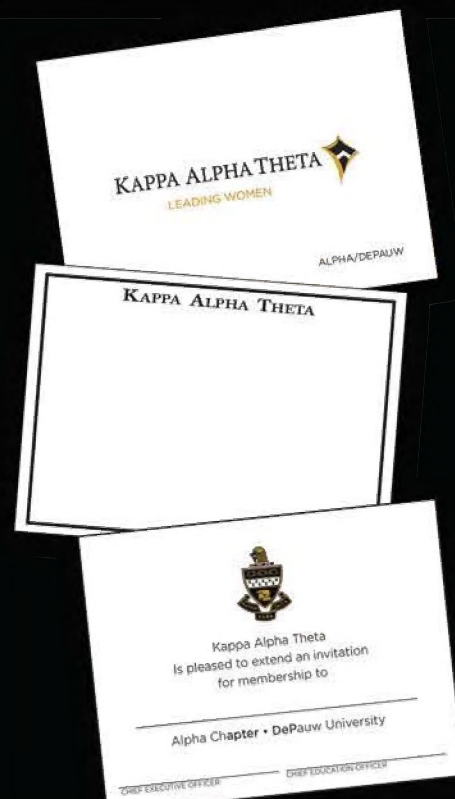 KAPPA ALPHA THETA
LEADING WOMEN
ALPHA/DEPAUW
KAPPA ALPHA THETA
Kappa Alpha Theta
Is pleased to extend an invitation
for membership to
Alpha Chapter • DePauw University
CHIEF EXECUTIVE OFFICER
CHIEF EDUCATION OFFICER